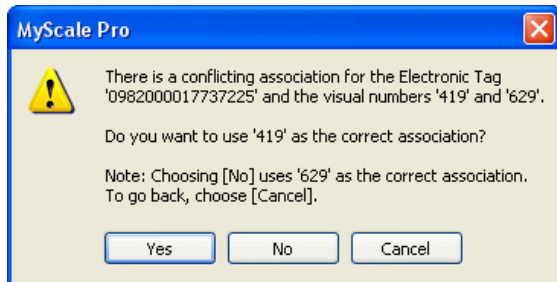 MyScale Pro
There is a conflicting association for the Electronic Tag
'0982000017737225' and the visual numbers '419' and '629'.
Do you want to use '419' as the correct association?
Note: Choosing [No] uses '629' as the correct association.
To go back, choose [Cancel].
Yes No Cancel